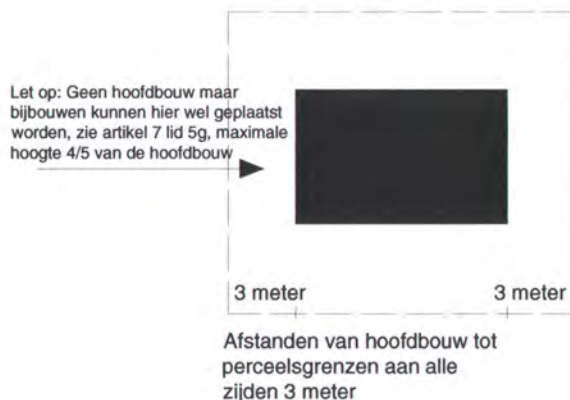 Let op: Geen hoofdbouw maar
bijbouwen kunnen hier wel geplaatst
worden, zie artikel 7 lid 5g, maximale
hoogte 4/5 van de hoofdbouw
3 meter
3 meter
Afstanden van hoofdbouw tot
perceelsgrenzen aan alle
zijden 3 meter